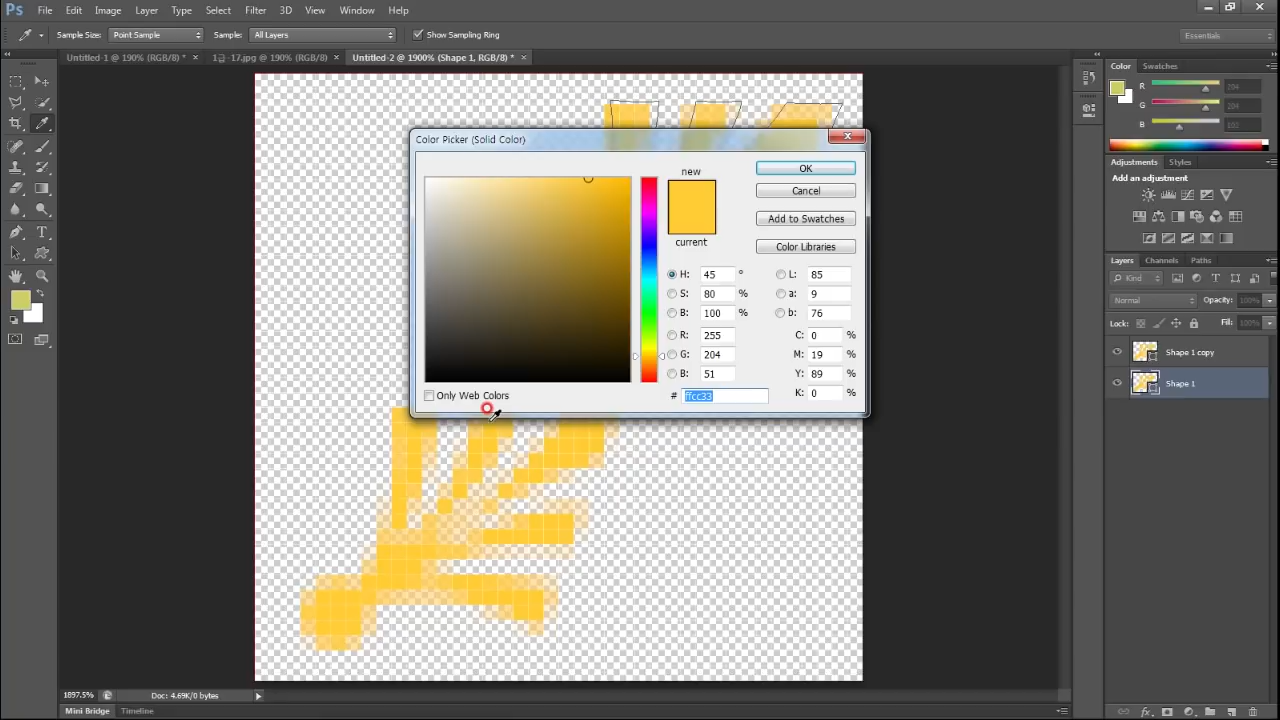 Ps File Edit Image Layer Type Select Filter 3D View Window Help
Sample Size: Point Sample Sample: All Layers Show Sampling Ring Essentials
Untitled-1 @ 190% (RGB/8) * × 1급-17.jpg @ 190% (RGB/8) × Untitled-2 @ 1900% (Shape 1, RGB/8) * ×
Color Swatches
R 204
G 204
B 100
Color Picker (Solid Color)
new
current
OK
Cancel
Add to Swatches
Color Libraries
H: 45 °
S: 80 %
B: 100 %
R: 255
G: 204
B: 51
L: 85
a: 9
b: 76
C: 0 %
M: 19 %
Y: 89 %
K: 0 %
# ffcc33
Only Web Colors
Adjustments Styles
Add an adjustment
Layers Channels Paths
Kind
Normal Opacity: 100%
Lock: Fill: 100%
Shape 1 copy
Shape 1
1897.5% Doc: 4.69K/0 bytes
Mini Bridge Timeline